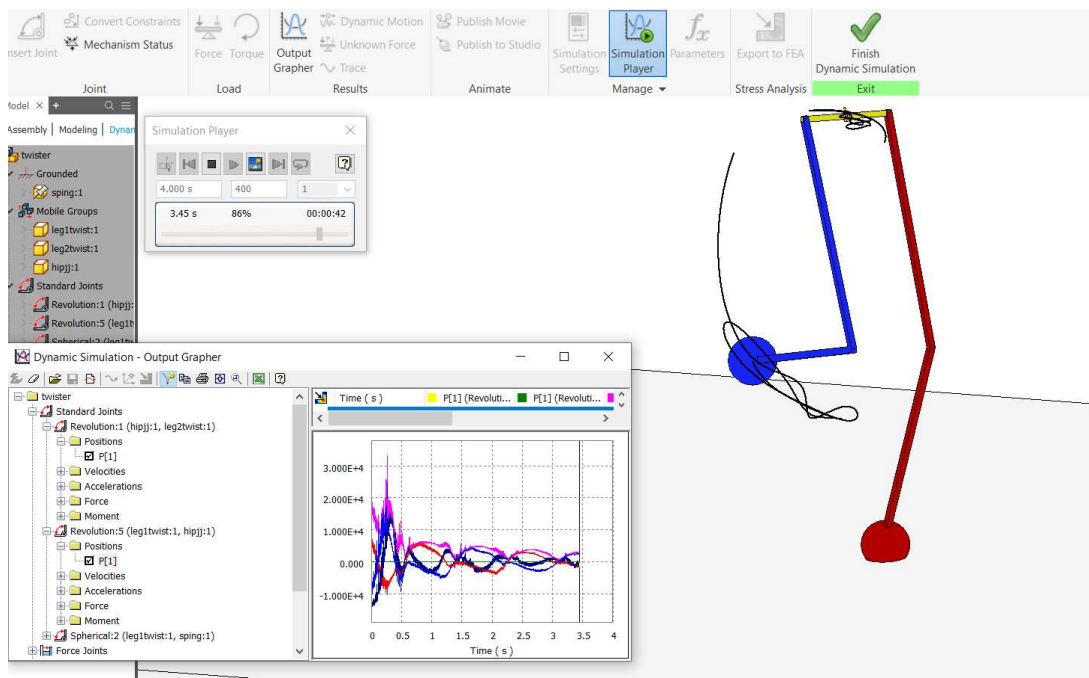 Convert Constraints
Insert Joint
Mechanism Status
Joint
Force Torque
Load
Output
Grapher
Dynamic Motion
Unknown Force
Trace
Results
Publish Movie
Publish to Studio
Animate
Simulation
Settings
Simulation
Player
fx
Parameters
Manage
Export to FEA
Stress Analysis
Finish
Dynamic Simulation
Exit
Model × +
Assembly | Modeling | Dynan
twister
Grounded
sping:1
Mobile Groups
leg1twist:1
leg2twist:1
hipjj:1
Standard Joints
Revolution:1 (hipjj:
Revolution:5 (leg1t
Simulation Player
4.000 s 400 1
3.45 s 86% 00:00:42
Dynamic Simulation - Output Grapher
twister
Standard Joints
Revolution:1 (hipjj:1, leg2twist:1)
Positions
P[1]
Velocities
Accelerations
Force
Moment
Revolution:5 (leg1twist:1, hipjj:1)
Positions
P[1]
Velocities
Accelerations
Force
Moment
Spherical:2 (leg1twist:1, sping:1)
Force Joints
Time ( s ) P[1] (Revoluti... P[1] (Revoluti...
3.000E+4
2.000E+4
1.000E+4
0.000
-1.000E+4
0 0.5 1 1.5 2 2.5 3 3.5 4
Time ( s )